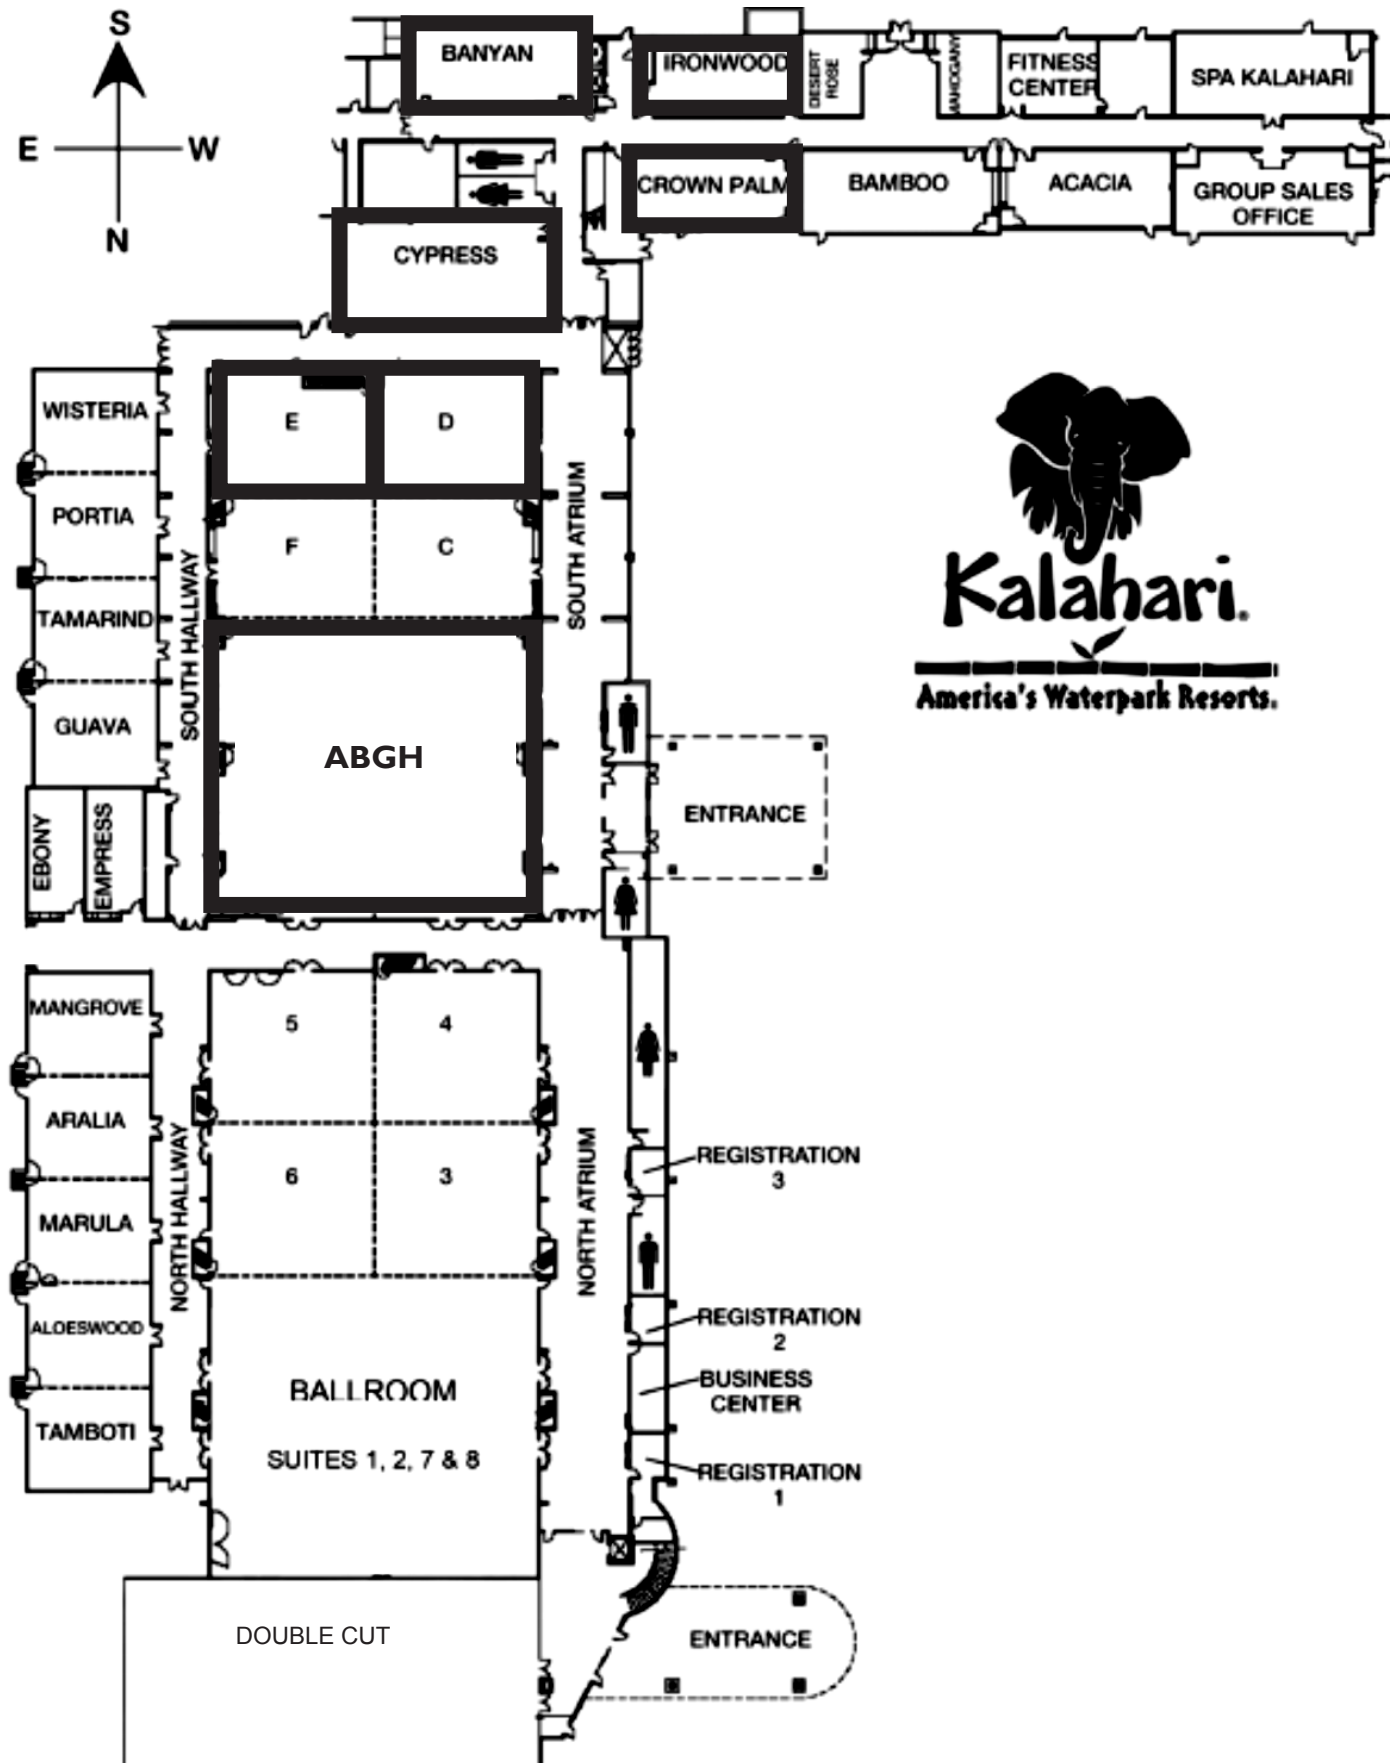 S
E
W
N
BANYAN
IRONWOOD
DESERT
ROSE
MAHOGANY
FITNESS
CENTER
SPA KALAHARI
CROWN PALM
BAMBOO
ACACIA
GROUP SALES
OFFICE
CYPRESS
WISTERIA
PORTIA
TAMARIND
GUAVA
EBONY
EMPRESS
SOUTH HALLWAY
E
D
F
C
ABGH
SOUTH ATRIUM
Kalahari®
America's Waterpark Resorts.
ENTRANCE
MANGROVE
ARALIA
MARULA
ALOESWOOD
TAMBOTI
NORTH HALLWAY
5
4
6
3
BALLROOM
SUITES 1, 2, 7 & 8
NORTH ATRIUM
REGISTRATION
3
REGISTRATION
2
BUSINESS
CENTER
REGISTRATION
1
DOUBLE CUT
ENTRANCE